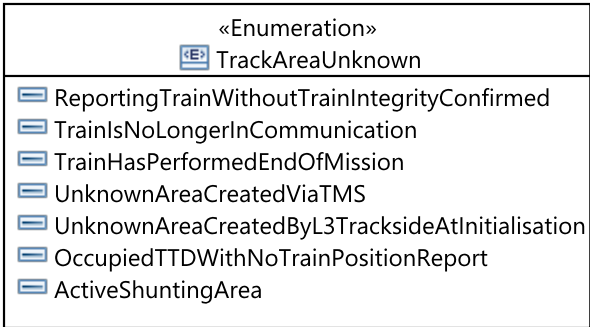 «Enumeration»
<E> TrackAreaUnknown
ReportingTrainWithoutTrainIntegrityConfirmed
TrainIsNoLongerInCommunication
TrainHasPerformedEndOfMission
UnknownAreaCreatedViaTMS
UnknownAreaCreatedByL3TracksideAtInitialisation
OccupiedTTDWithNoTrainPositionReport
ActiveShuntingArea